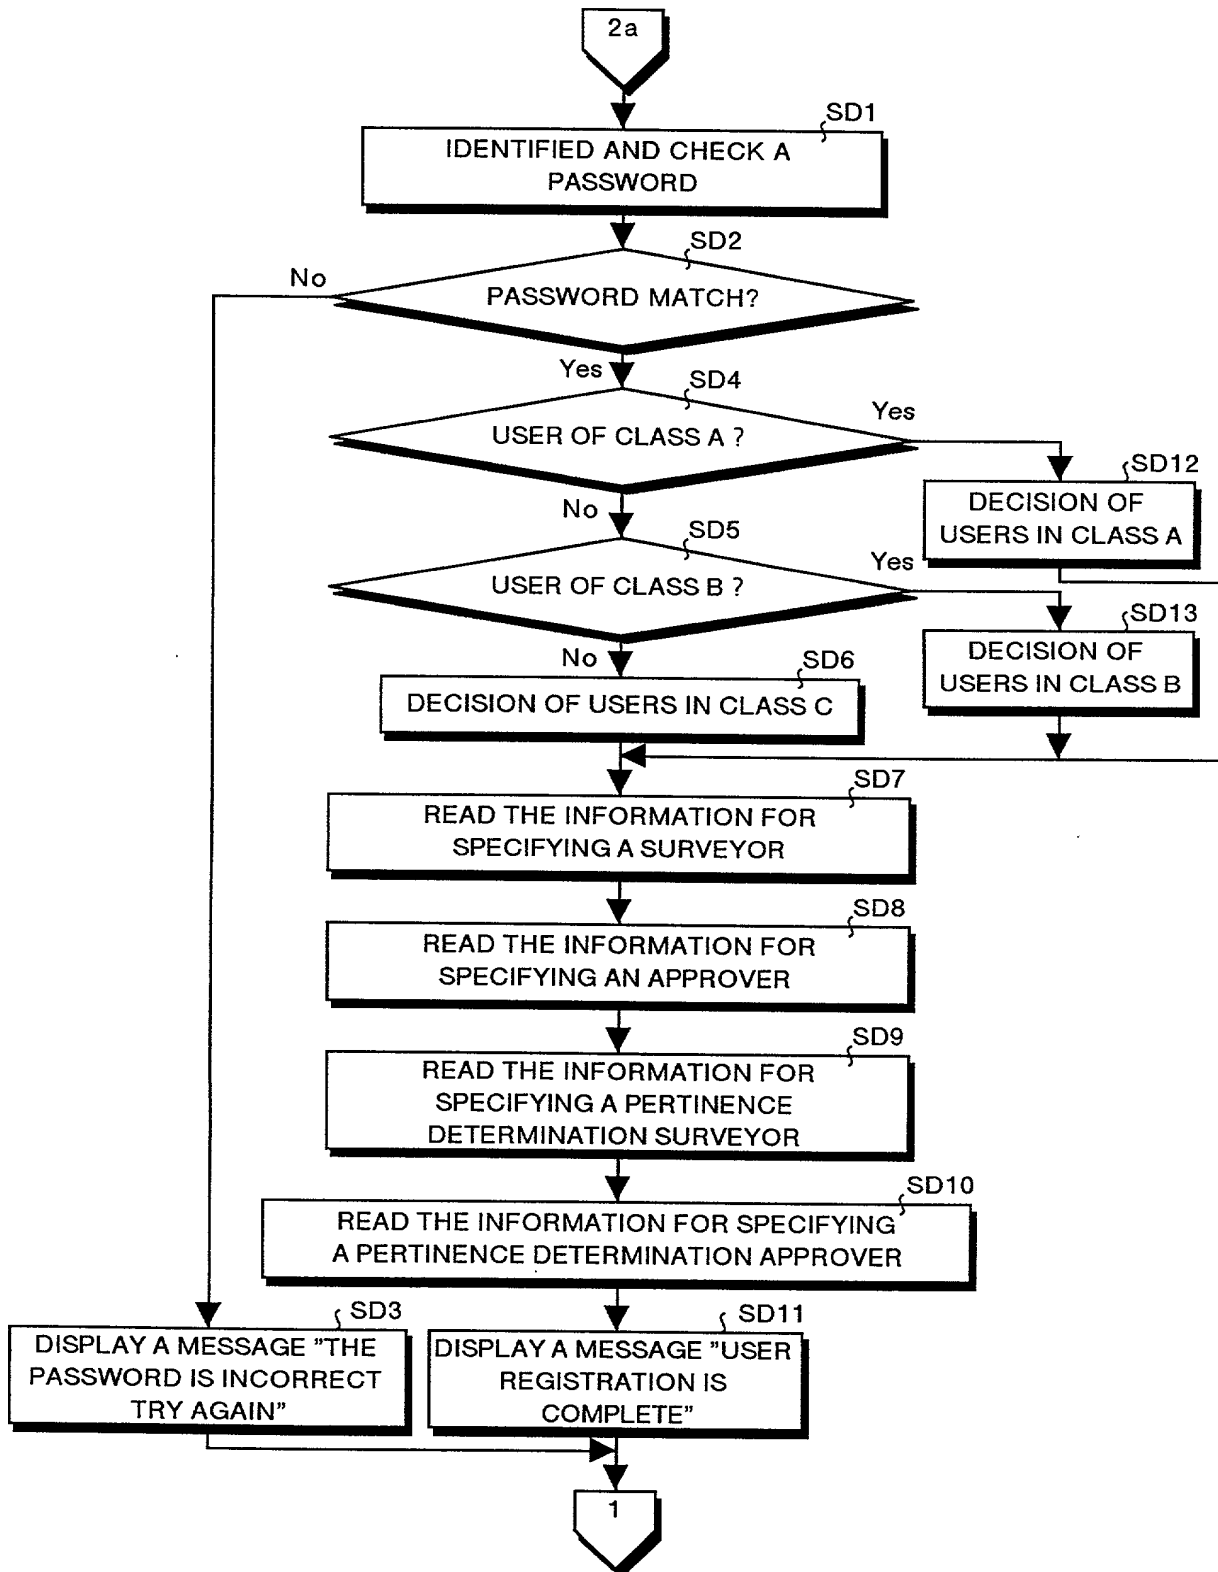 2a
SD1
IDENTIFIED AND CHECK A
PASSWORD
SD2
No
PASSWORD MATCH?
Yes
SD4
Yes
USER OF CLASS A ?
SD12
DECISION OF
USERS IN CLASS A
No
SD5
Yes
USER OF CLASS B ?
SD13
DECISION OF
USERS IN CLASS B
No
SD6
DECISION OF USERS IN CLASS C
SD7
READ THE INFORMATION FOR
SPECIFYING A SURVEYOR
SD8
READ THE INFORMATION FOR
SPECIFYING AN APPROVER
SD9
READ THE INFORMATION FOR
SPECIFYING A PERTINENCE
DETERMINATION SURVEYOR
SD10
READ THE INFORMATION FOR SPECIFYING
A PERTINENCE DETERMINATION APPROVER
SD3
DISPLAY A MESSAGE "THE
PASSWORD IS INCORRECT
TRY AGAIN"
SD11
DISPLAY A MESSAGE "USER
REGISTRATION IS
COMPLETE"
1